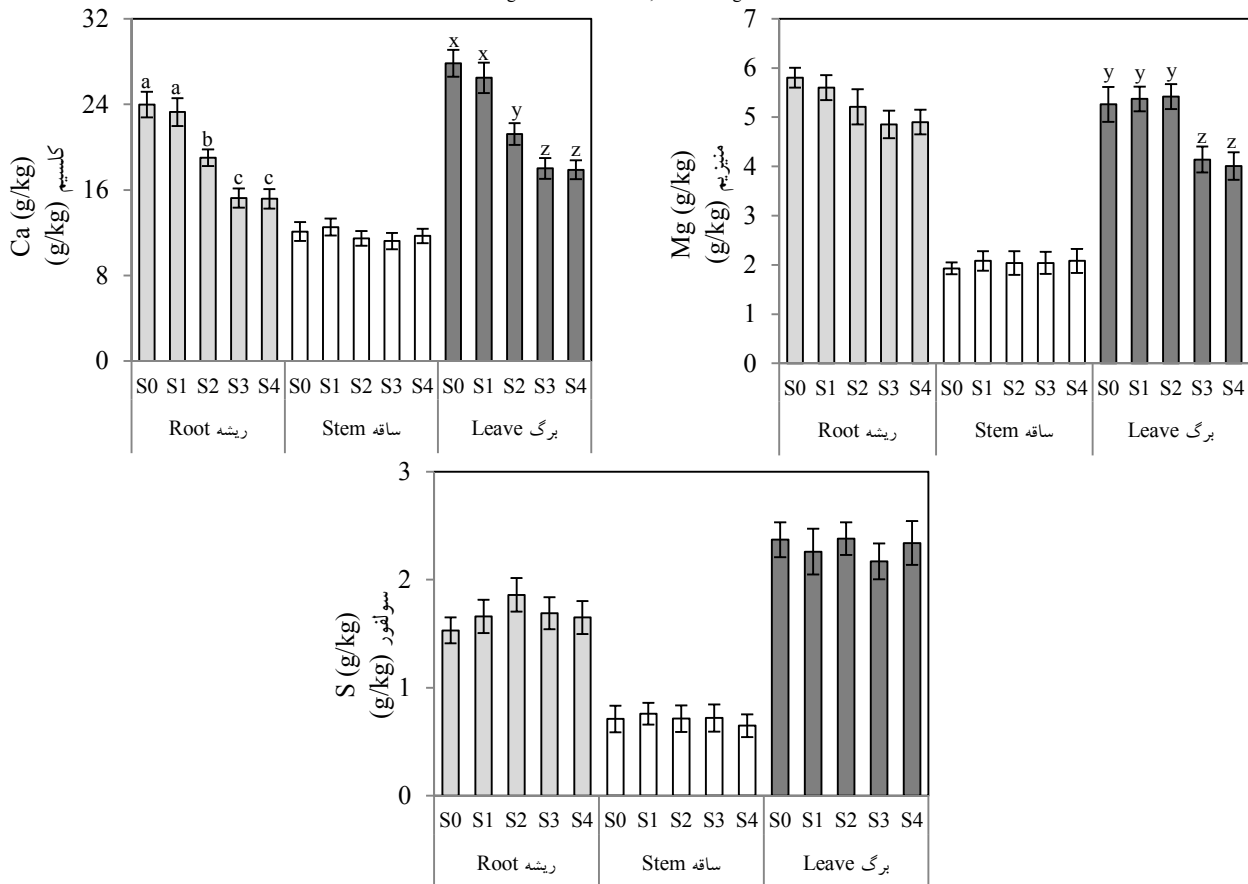 32
24
16
8
0
Ca (g/kg)
کلسیم (g/kg)
a
a
b
c
c
x
x
y
z
z
S0 S1 S2 S3 S4 S0 S1 S2 S3 S4 S0 S1 S2 S3 S4
Root ریشه
Stem ساقه
Leave برگ
7
6
5
4
3
2
1
0
Mg (g/kg)
منیزیم (g/kg)
y
y
y
z
z
S0 S1 S2 S3 S4 S0 S1 S2 S3 S4 S0 S1 S2 S3 S4
Root ریشه
Stem ساقه
Leave برگ
3
2
1
0
S (g/kg)
سولفور (g/kg)
S0 S1 S2 S3 S4 S0 S1 S2 S3 S4 S0 S1 S2 S3 S4
Root ریشه
Stem ساقه
Leave برگ